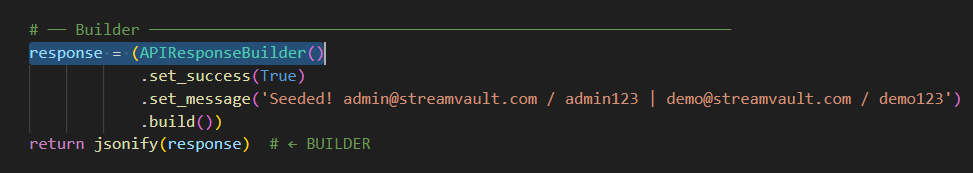 # —— Builder ——————————————————————————————
response = (APIResponseBuilder()
.set_success(True)
.set_message('Seeded! admin@streamvault.com / admin123 | demo@streamvault.com / demo123')
.build())
return jsonify(response)  # ← BUILDER